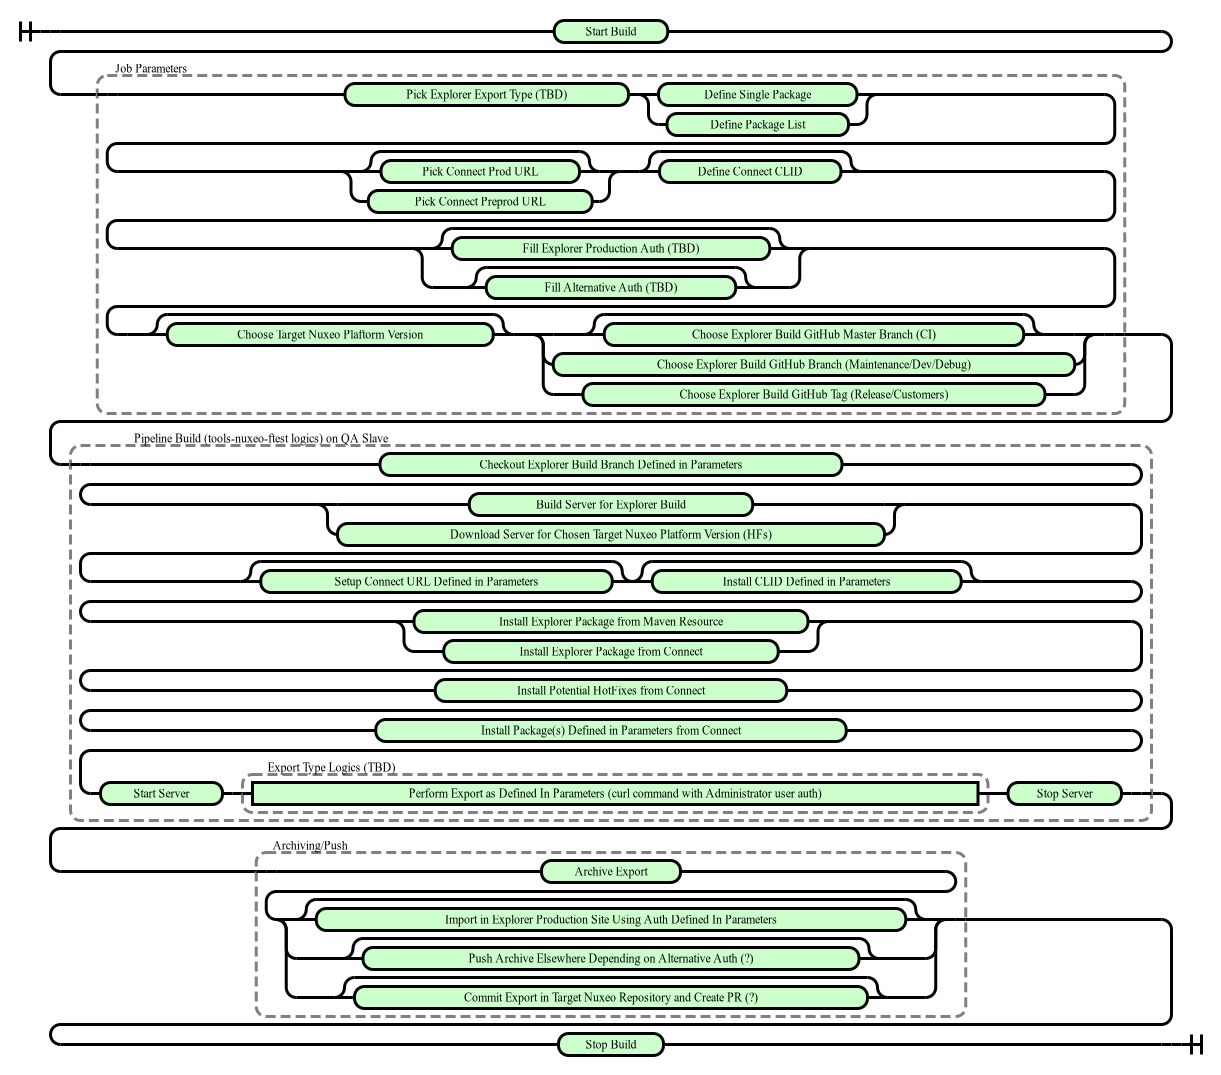 Start Build
Job Parameters
Pick Explorer Export Type (TBD)
Define Single Package
Define Package List
Pick Connect Prod URL
Define Connect CLID
Pick Connect Preprod URL
Fill Explorer Production Auth (TBD)
Fill Alternative Auth (TBD)
Choose Target Nuxeo Platform Version
Choose Explorer Build GitHub Master Branch (CI)
Choose Explorer Build GitHub Branch (Maintenance/Dev/Debug)
Choose Explorer Build GitHub Tag (Release/Customers)
Pipeline Build (tools-nuxeo-ftest logics) on QA Slave
Checkout Explorer Build Branch Defined in Parameters
Build Server for Explorer Build
Download Server for Chosen Target Nuxeo Platform Version (HFs)
Setup Connect URL Defined in Parameters
Install CLID Defined in Parameters
Install Explorer Package from Maven Resource
Install Explorer Package from Connect
Install Potential HotFixes from Connect
Install Package(s) Defined in Parameters from Connect
Export Type Logics (TBD)
Start Server
Perform Export as Defined In Parameters (curl command with Administrator user auth)
Stop Server
Archiving/Push
Archive Export
Import in Explorer Production Site Using Auth Defined In Parameters
Push Archive Elsewhere Depending on Alternative Auth (?)
Commit Export in Target Nuxeo Repository and Create PR (?)
Stop Build